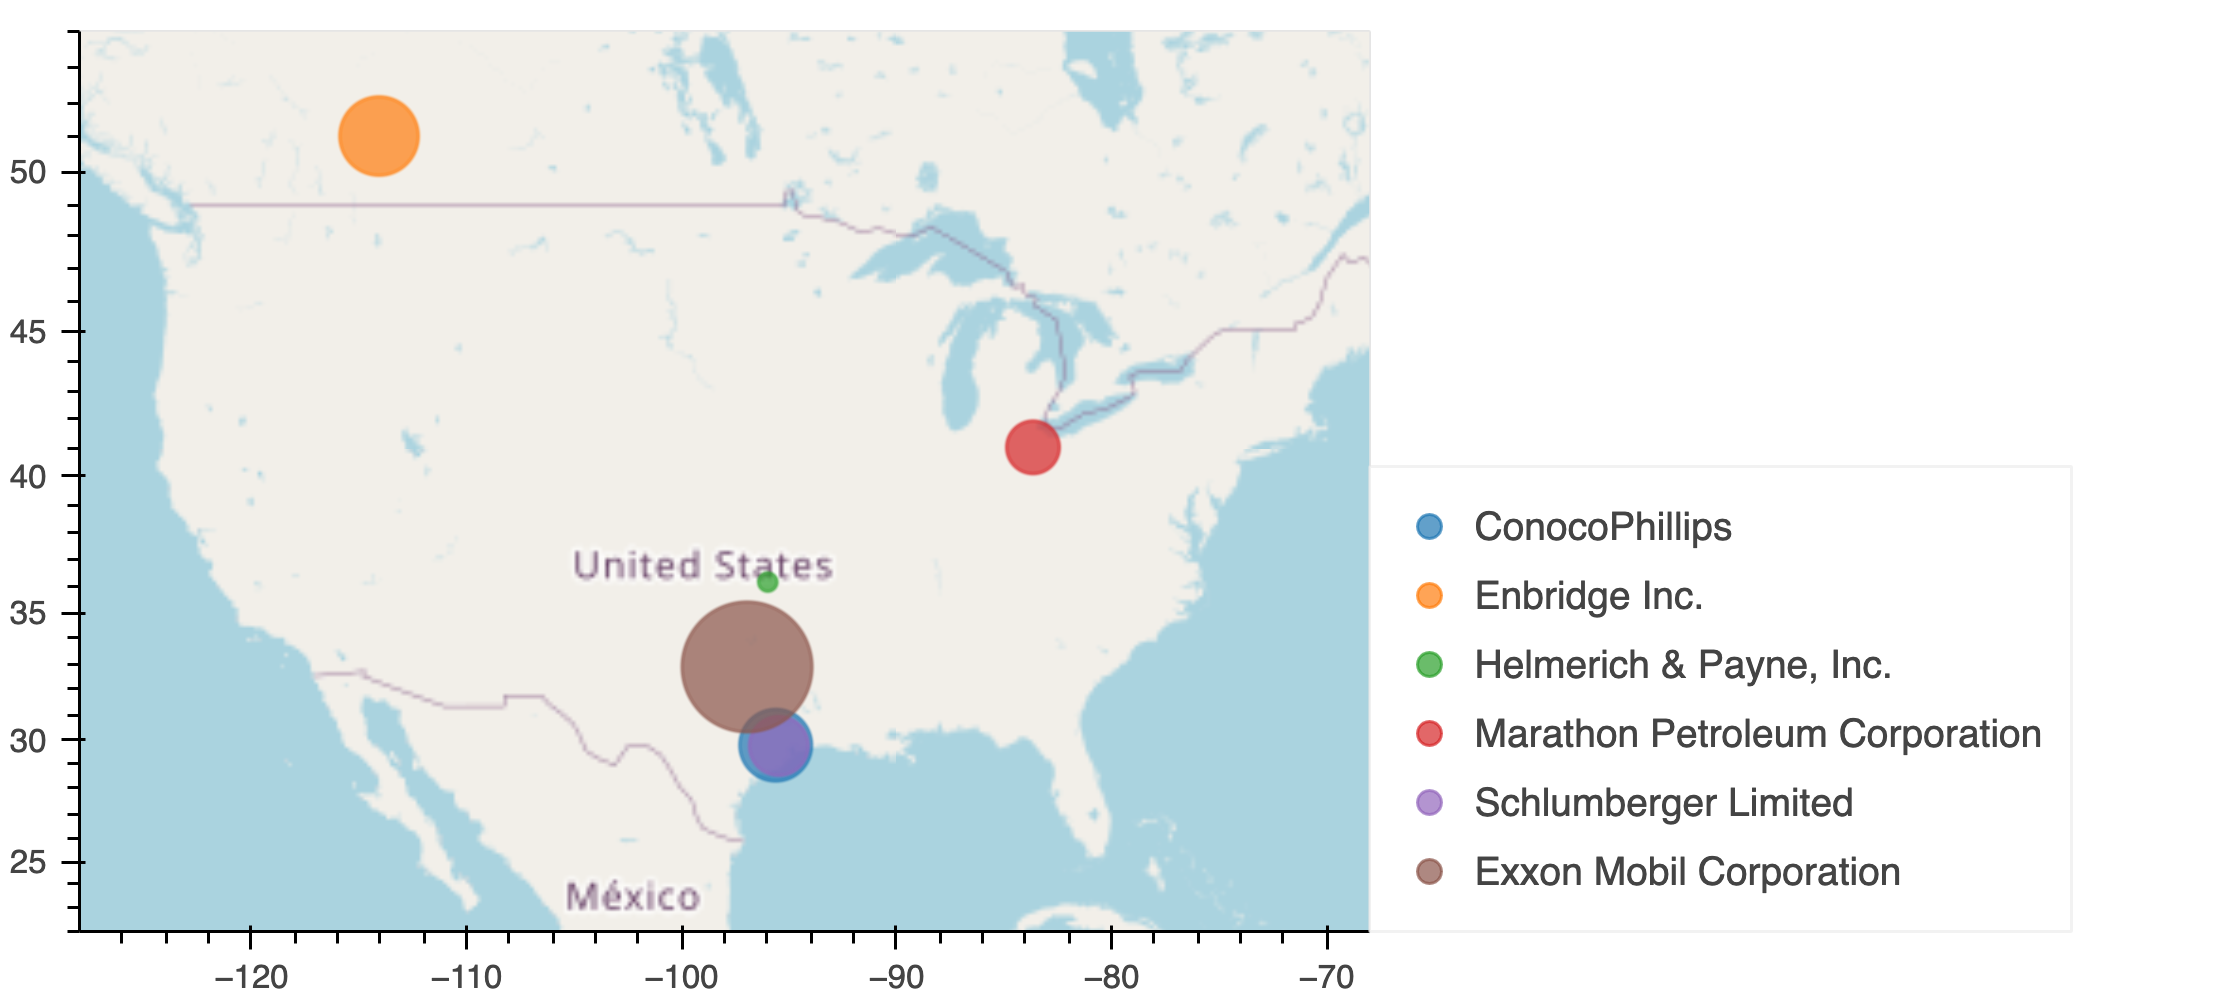 50
45
40
35
30
25
−120
−110
−100
−90
−80
−70
United States
México
ConocoPhillips
Enbridge Inc.
Helmerich & Payne, Inc.
Marathon Petroleum Corporation
Schlumberger Limited
Exxon Mobil Corporation